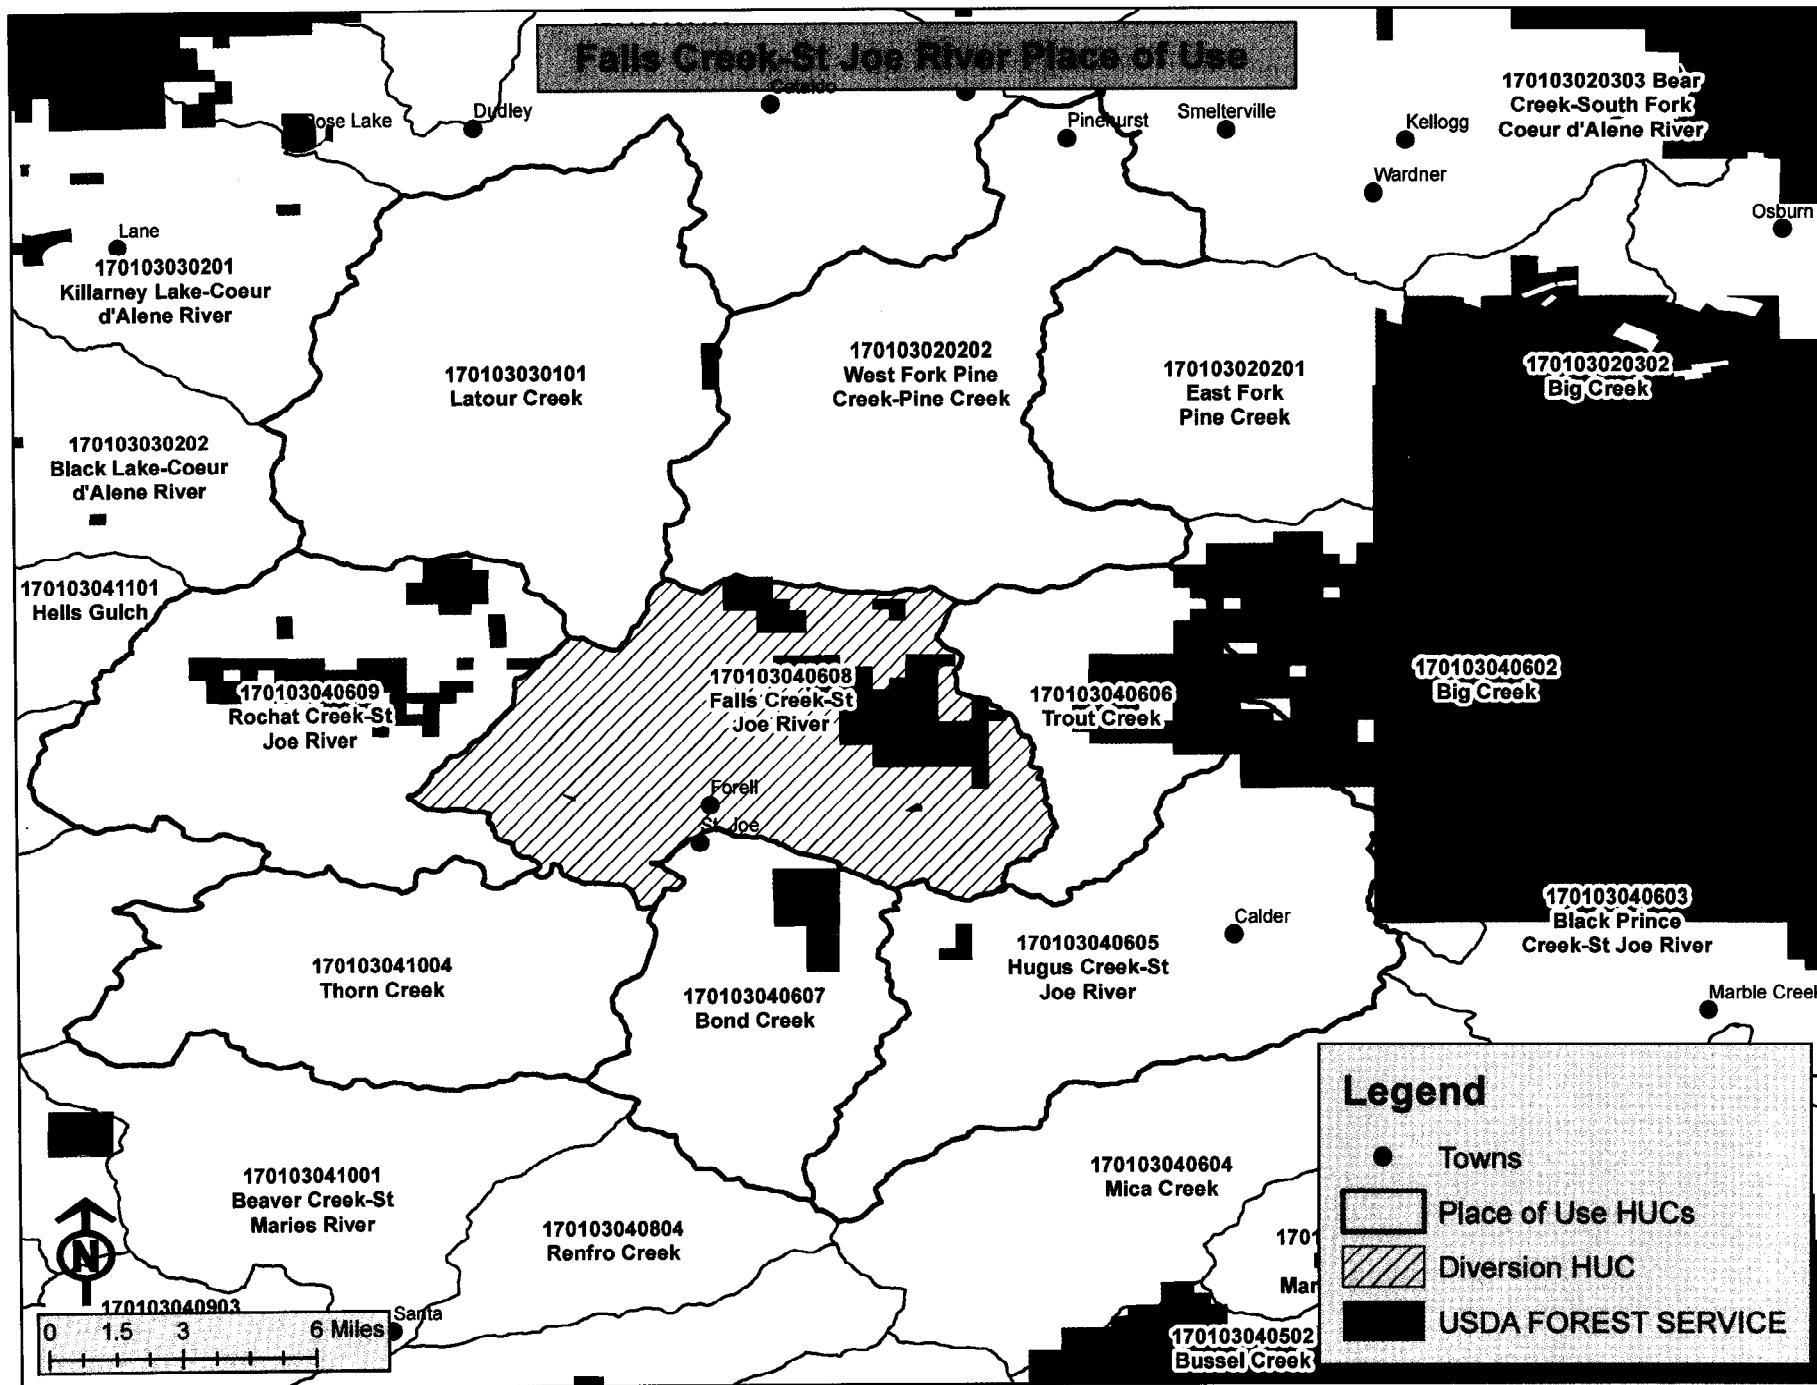 Falls Creek-St Joe River Place of Use
Cataldo
Dudley
Rose Lake
Pinehurst
Smelterville
Kellogg
170103020303 Bear
Creek-South Fork
Coeur d'Alene River
Wardner
Osburn
Lane
170103030201
Killarney Lake-Coeur
d'Alene River
170103030101
Latour Creek
170103020202
West Fork Pine
Creek-Pine Creek
170103020201
East Fork
Pine Creek
170103020302
Big Creek
170103030202
Black Lake-Coeur
d'Alene River
170103041101
Hells Gulch
170103040609
Rochat Creek-St
Joe River
170103040608
Falls Creek-St
Joe River
170103040606
Trout Creek
170103040602
Big Creek
Forell
St. Joe
170103040603
Black Prince
Creek-St Joe River
Calder
170103041004
Thorn Creek
170103040607
Bond Creek
170103040605
Hugus Creek-St
Joe River
Marble Creek
170103041001
Beaver Creek-St
Maries River
170103040804
Renfro Creek
170103040604
Mica Creek
1701
Mar
170103040502
Bussel Creek
170103040903
Santa
N
0 1.5 3 6 Miles
Legend
Towns
Place of Use HUCs
Diversion HUC
USDA FOREST SERVICE